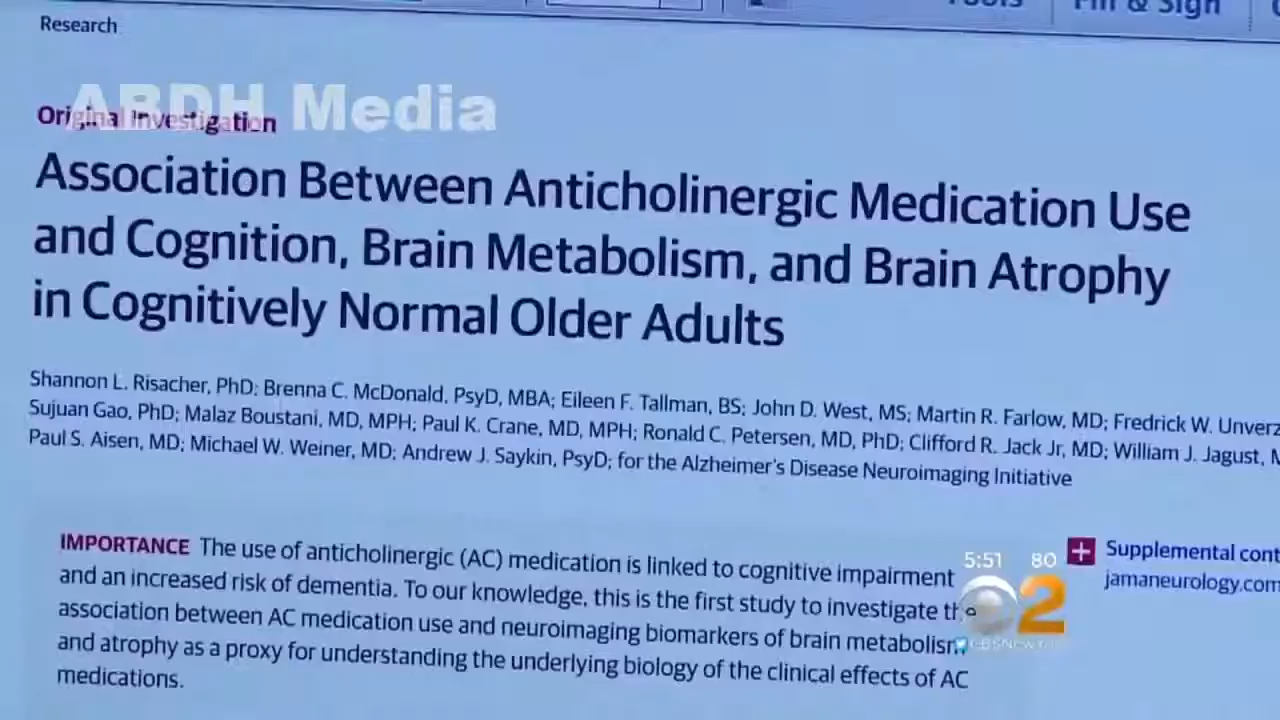 Tools
Fill & Sign
Research
ABDH Media
Original Investigation
Association Between Anticholinergic Medication Use
and Cognition, Brain Metabolism, and Brain Atrophy
in Cognitively Normal Older Adults
Shannon L. Risacher, PhD; Brenna C. McDonald, PsyD, MBA; Eileen F. Tallman, BS; John D. West, MS; Martin R. Farlow, MD; Fredrick W. Unverz
Sujuan Gao, PhD; Malaz Boustani, MD, MPH; Paul K. Crane, MD, MPH; Ronald C. Petersen, MD, PhD; Clifford R. Jack Jr, MD; William J. Jagust, M
Paul S. Aisen, MD; Michael W. Weiner, MD; Andrew J. Saykin, PsyD; for the Alzheimer's Disease Neuroimaging Initiative
IMPORTANCE The use of anticholinergic (AC) medication is linked to cognitive impairment
and an increased risk of dementia. To our knowledge, this is the first study to investigate the
association between AC medication use and neuroimaging biomarkers of brain metabolism
and atrophy as a proxy for understanding the underlying biology of the clinical effects of AC
medications.
Supplemental cont
jamaneurology.com
5:51 80
2